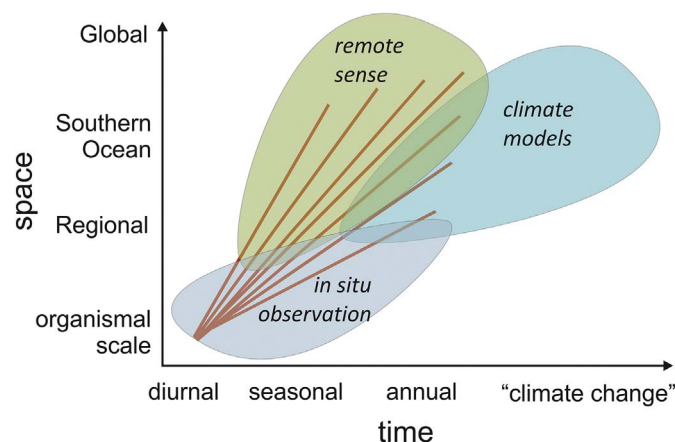 Global
Southern
Ocean
Regional
organismal
scale
space
remote
sense
climate
models
in situ
observation
diurnal
seasonal
annual
“climate change”
time